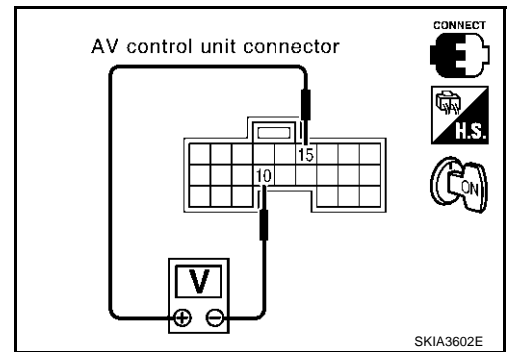 CONNECT
AV control unit connector
H.S.
15
10
ON
V
+ −
SKIA3602E